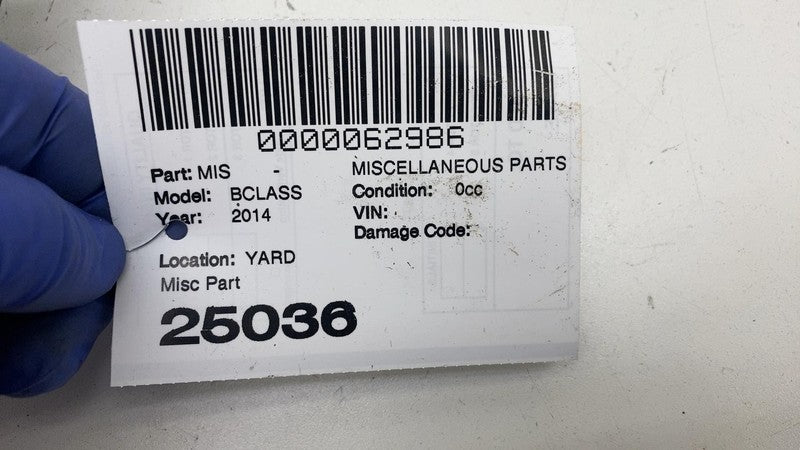 0000062986
Part: MIS - MISCELLANEOUS PARTS
Model: BCLASS Condition: 0cc
Year: 2014 VIN:
Damage Code:
Location: YARD
Misc Part
25036